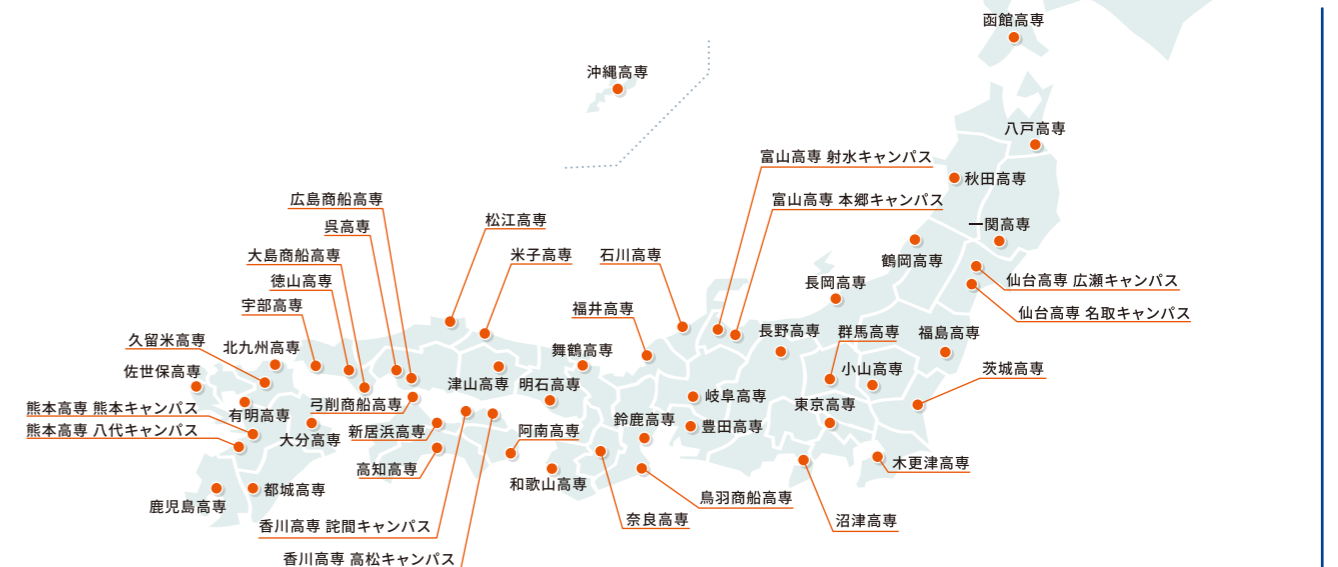 函館高専
沖縄高専
八戸高専
富山高専 射水キャンパス
秋田高専
広島商船高専
富山高専 本郷キャンパス
呉高専
松江高専
一関高専
大島商船高専
米子高専
石川高専
鶴岡高専
徳山高専
仙台高専 広瀬キャンパス
長岡高専
宇部高専
福井高専
仙台高専 名取キャンパス
長野高専
群馬高専
福島高専
久留米高専
北九州高専
舞鶴高専
佐世保高専
小山高専
茨城高専
津山高専
明石高専
岐阜高専
熊本高専 熊本キャンパス
有明高専
弓削商船高専
東京高専
鈴鹿高専
豊田高専
熊本高専 八代キャンパス
大分高専
新居浜高専
阿南高専
高知高専
木更津高専
和歌山高専
都城高専
鳥羽商船高専
鹿児島高専
奈良高専
沼津高専
香川高専 詫間キャンパス
香川高専 高松キャンパス